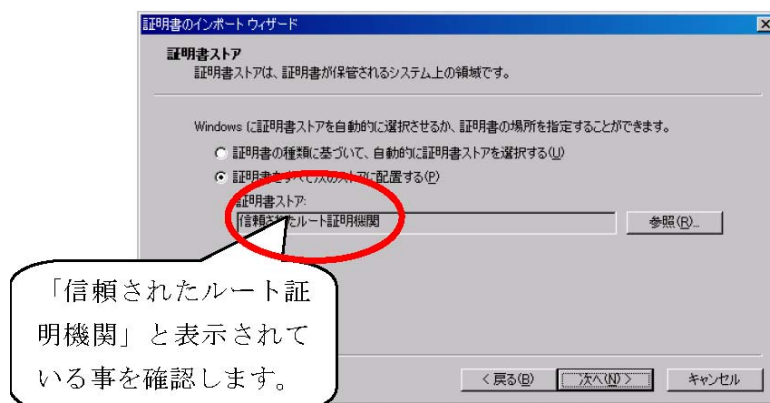 証明書のインポート ウィザード
証明書ストア
証明書ストアは、証明書が保管されるシステム上の領域です。
Windows に証明書ストアを自動的に選択させるか、証明書の場所を指定することができます。
証明書の種類に基づいて、自動的に証明書ストアを選択する(U)
証明書をすべて次のストアに配置する(P)
証明書ストア:
信頼されたルート証明機関
参照(R)...
「信頼されたルート証
明機関」と表示されて
いる事を確認します。
< 戻る(B)
次へ(N) >
キャンセル